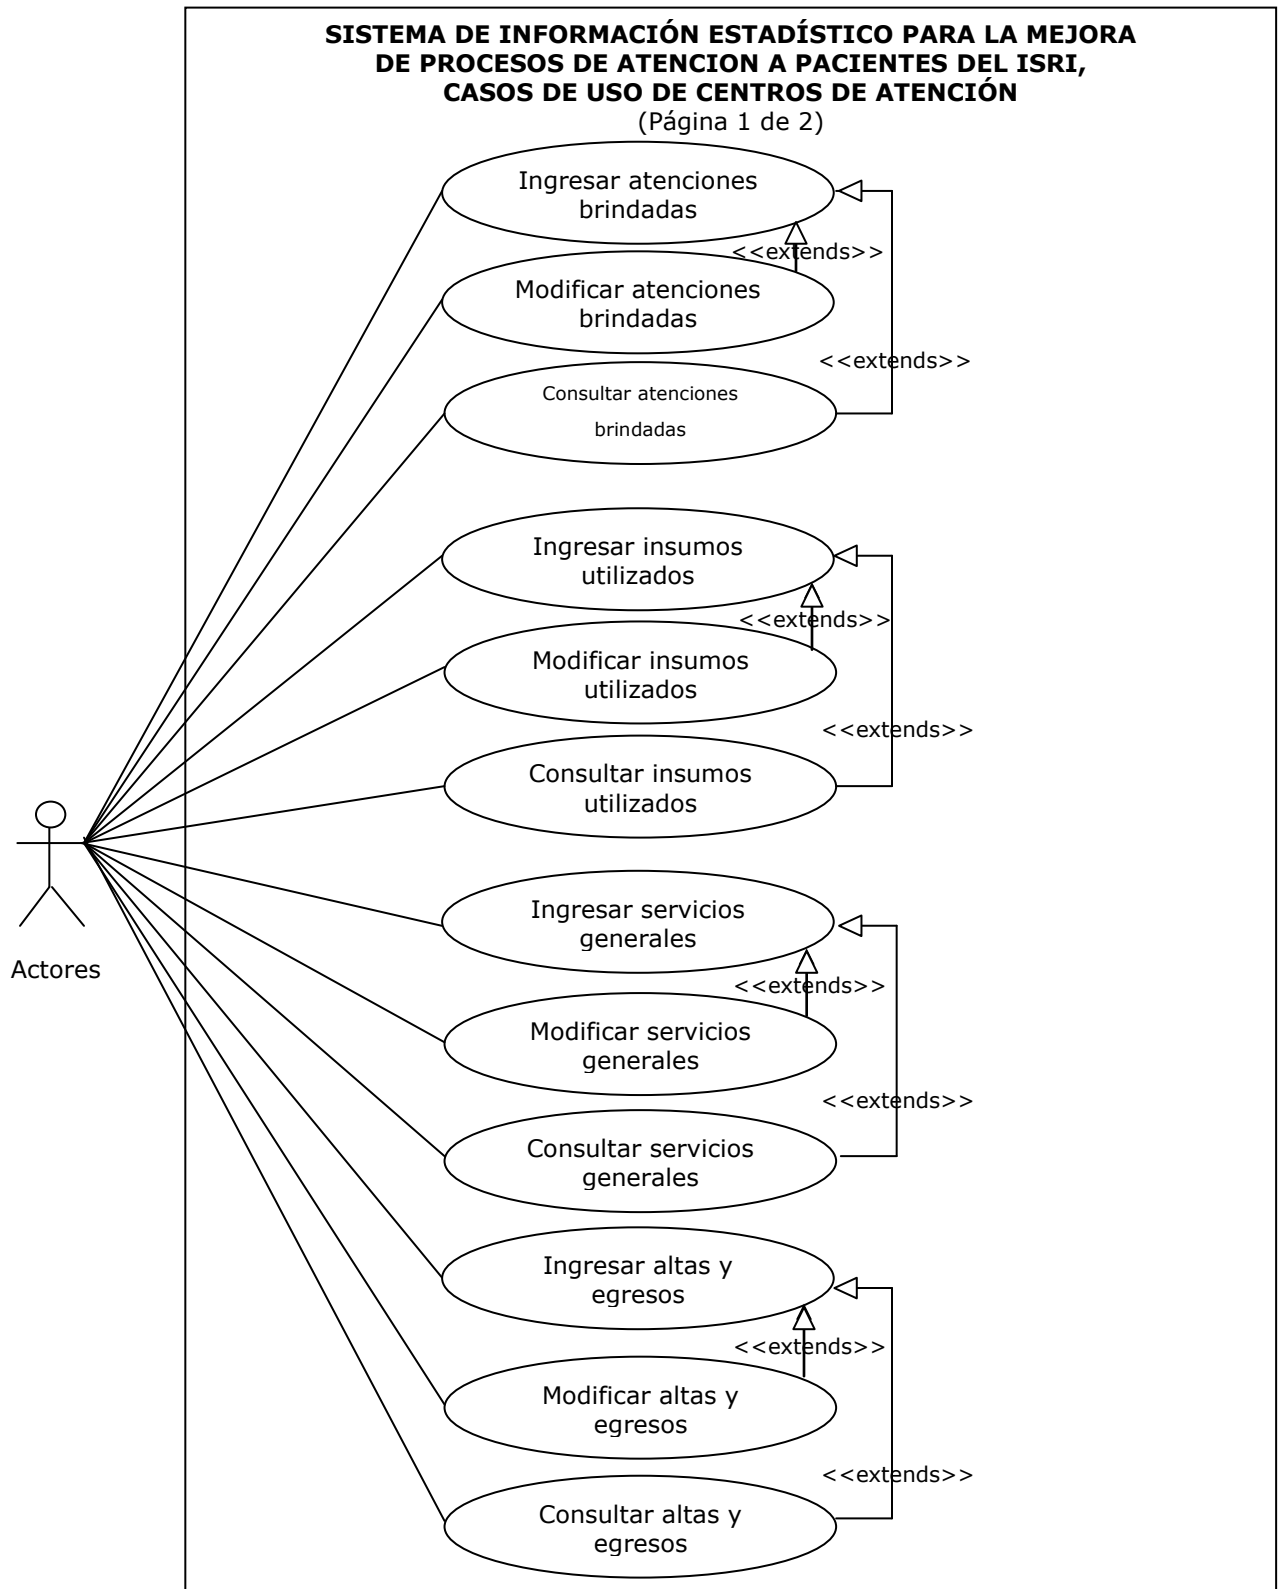 SISTEMA DE INFORMACIÓN ESTADÍSTICO PARA LA MEJORA
DE PROCESOS DE ATENCION A PACIENTES DEL ISRI,
CASOS DE USO DE CENTROS DE ATENCIÓN
(Página 1 de 2)
Ingresar atenciones
brindadas
<<extends>>
Modificar atenciones
brindadas
<<extends>>
Consultar atenciones
brindadas
Ingresar insumos
utilizados
<<extends>>
Modificar insumos
utilizados
<<extends>>
Consultar insumos
utilizados
Ingresar servicios
generales
Actores
<<extends>>
Modificar servicios
generales
<<extends>>
Consultar servicios
generales
Ingresar altas y
egresos
<<extends>>
Modificar altas y
egresos
<<extends>>
Consultar altas y
egresos